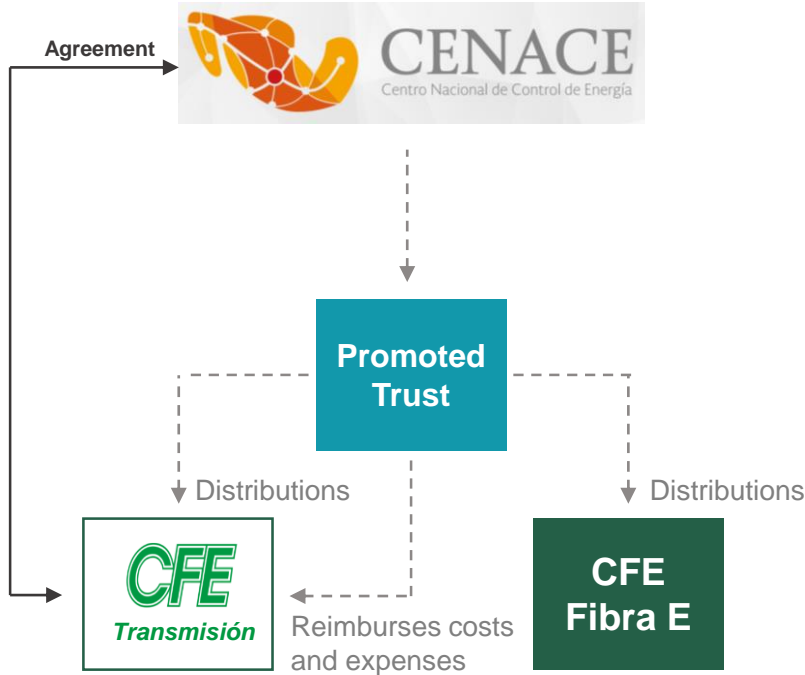 Agreement
CENACE
Centro Nacional de Control de Energía
Promoted
Trust
Distributions
Distributions
CFE
Transmisión
Reimburses costs
and expenses
CFE
Fibra E